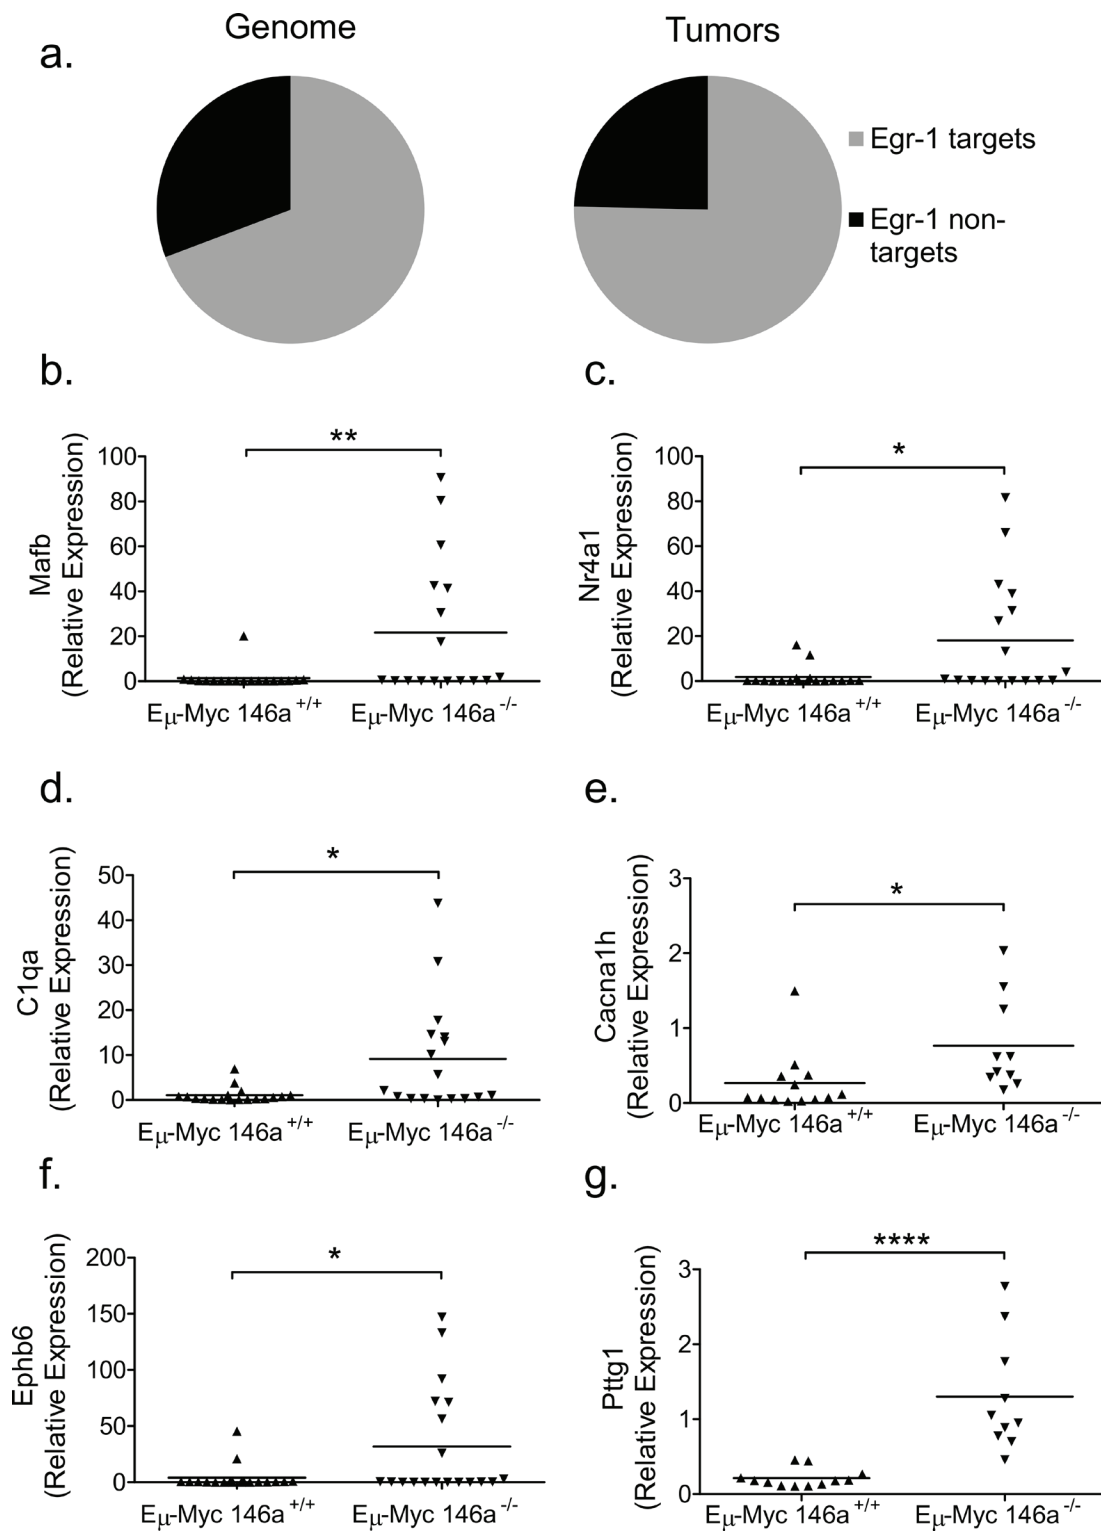 a.
Genome
Tumors
Egr-1 targets
Egr-1 non-
targets
b.
Mafb
(Relative Expression)
100
80
60
40
20
0
**
Eμ-Myc 146a +/+
Eμ-Myc 146a -/-
c.
Nr4a1
(Relative Expression)
100
80
60
40
20
0
*
Eμ-Myc 146a +/+
Eμ-Myc 146a -/-
d.
C1qa
(Relative Expression)
50
40
30
20
10
0
*
Eμ-Myc 146a +/+
Eμ-Myc 146a -/-
e.
Cacna1h
(Relative Expression)
3
2
1
0
*
Eμ-Myc 146a +/+
Eμ-Myc 146a -/-
f.
Ephb6
(Relative Expression)
200
150
100
50
0
*
Eμ-Myc 146a +/+
Eμ-Myc 146a -/-
g.
Pttg1
(Relative Expression)
3
2
1
0
****
Eμ-Myc 146a +/+
Eμ-Myc 146a -/-